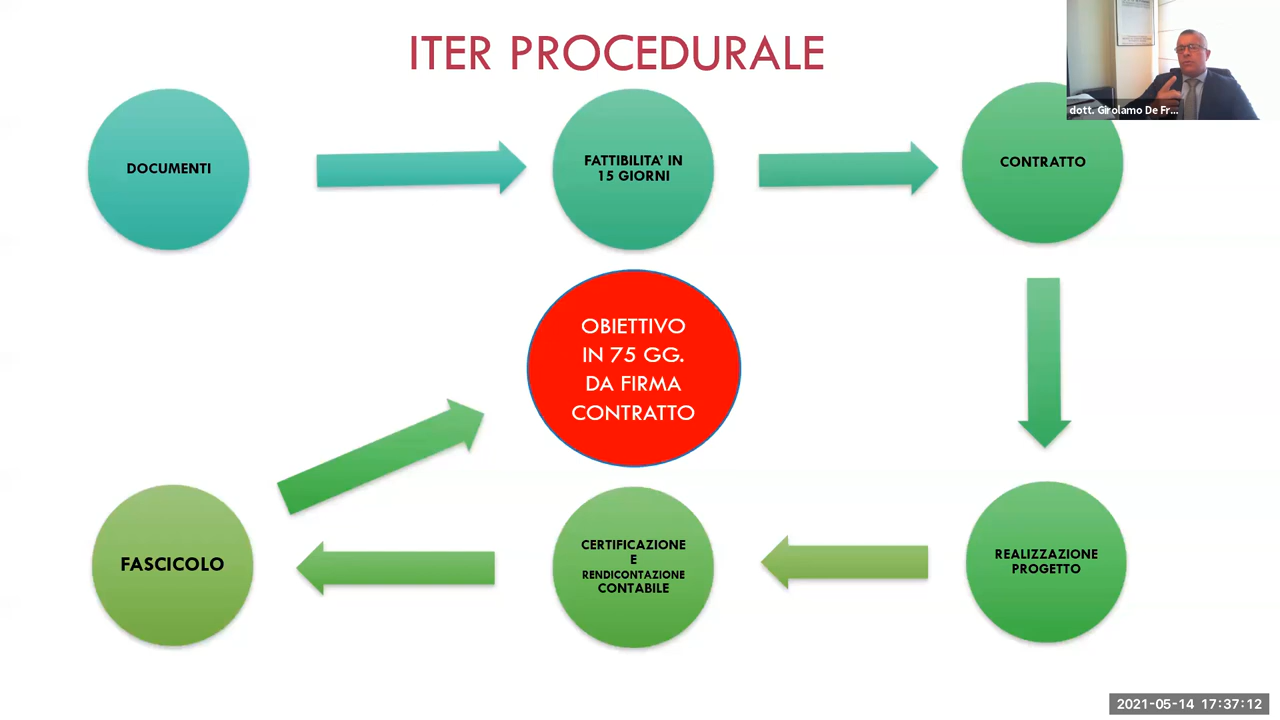 ITER PROCEDURALE
dott. Girolamo De Fr...
DOCUMENTI
FATTIBILITA' IN
15 GIORNI
CONTRATTO
OBIETTIVO
IN 75 GG.
DA FIRMA
CONTRATTO
FASCICOLO
CERTIFICAZIONE
E
RENDICONTAZIONE
CONTABILE
REALIZZAZIONE
PROGETTO
2021-05-14 17:37:12